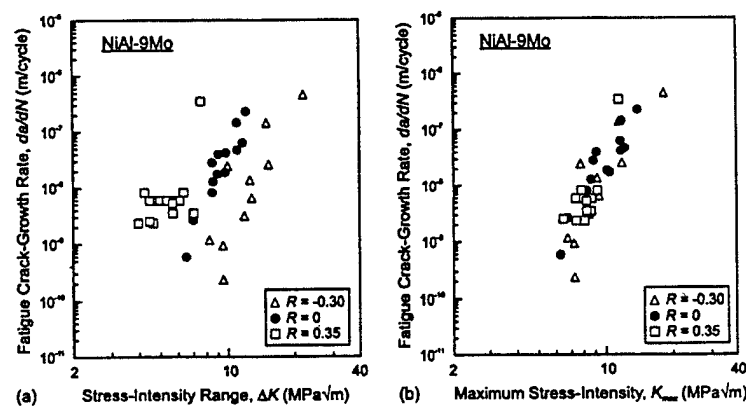 NiAl-9Mo
Fatigue Crack-Growth Rate, da/dN (m/cycle)
10⁻⁵
10⁻⁶
10⁻⁷
10⁻⁸
10⁻⁹
10⁻¹⁰
10⁻¹¹
R = -0.30
R = 0
R = 0.35
2 10 40
(a) Stress-Intensity Range, ΔK (MPa√m)
NiAl-9Mo
Fatigue Crack-Growth Rate, da/dN (m/cycle)
10⁻⁵
10⁻⁶
10⁻⁷
10⁻⁸
10⁻⁹
10⁻¹⁰
10⁻¹¹
R = -0.30
R = 0
R = 0.35
2 10 40
(b) Maximum Stress-Intensity, Kmax (MPa√m)